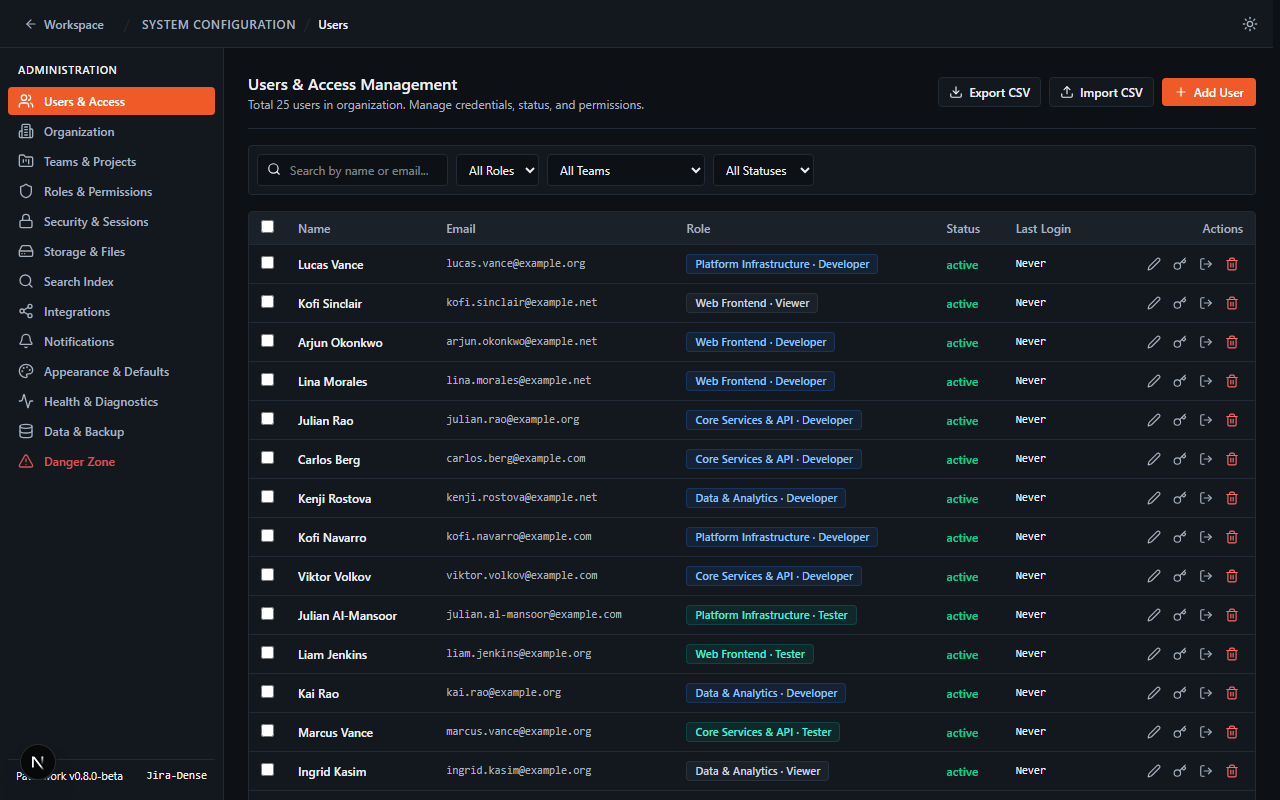 Workspace / SYSTEM CONFIGURATION / Users
ADMINISTRATION
Users & Access
Organization
Teams & Projects
Roles & Permissions
Security & Sessions
Storage & Files
Search Index
Integrations
Notifications
Appearance & Defaults
Health & Diagnostics
Data & Backup
Danger Zone
N
v0.8.0-beta Jira-Dense
Users & Access Management
Total 25 users in organization. Manage credentials, status, and permissions.
Export CSV Import CSV Add User
Search by name or email... All Roles All Teams All Statuses
Name Email Role Status Last Login Actions
Lucas Vance lucas.vance@example.org Platform Infrastructure · Developer active Never
Kofi Sinclair kofi.sinclair@example.net Web Frontend · Viewer active Never
Arjun Okonkwo arjun.okonkwo@example.net Web Frontend · Developer active Never
Lina Morales lina.morales@example.net Web Frontend · Developer active Never
Julian Rao julian.rao@example.org Core Services & API · Developer active Never
Carlos Berg carlos.berg@example.com Core Services & API · Developer active Never
Kenji Rostova kenji.rostova@example.net Data & Analytics · Developer active Never
Kofi Navarro kofi.navarro@example.com Platform Infrastructure · Developer active Never
Viktor Volkov viktor.volkov@example.com Core Services & API · Developer active Never
Julian Al-Mansoor julian.al-mansoor@example.com Platform Infrastructure · Tester active Never
Liam Jenkins liam.jenkins@example.org Web Frontend · Tester active Never
Kai Rao kai.rao@example.org Data & Analytics · Developer active Never
Marcus Vance marcus.vance@example.org Core Services & API · Tester active Never
Ingrid Kasim ingrid.kasim@example.org Data & Analytics · Viewer active Never